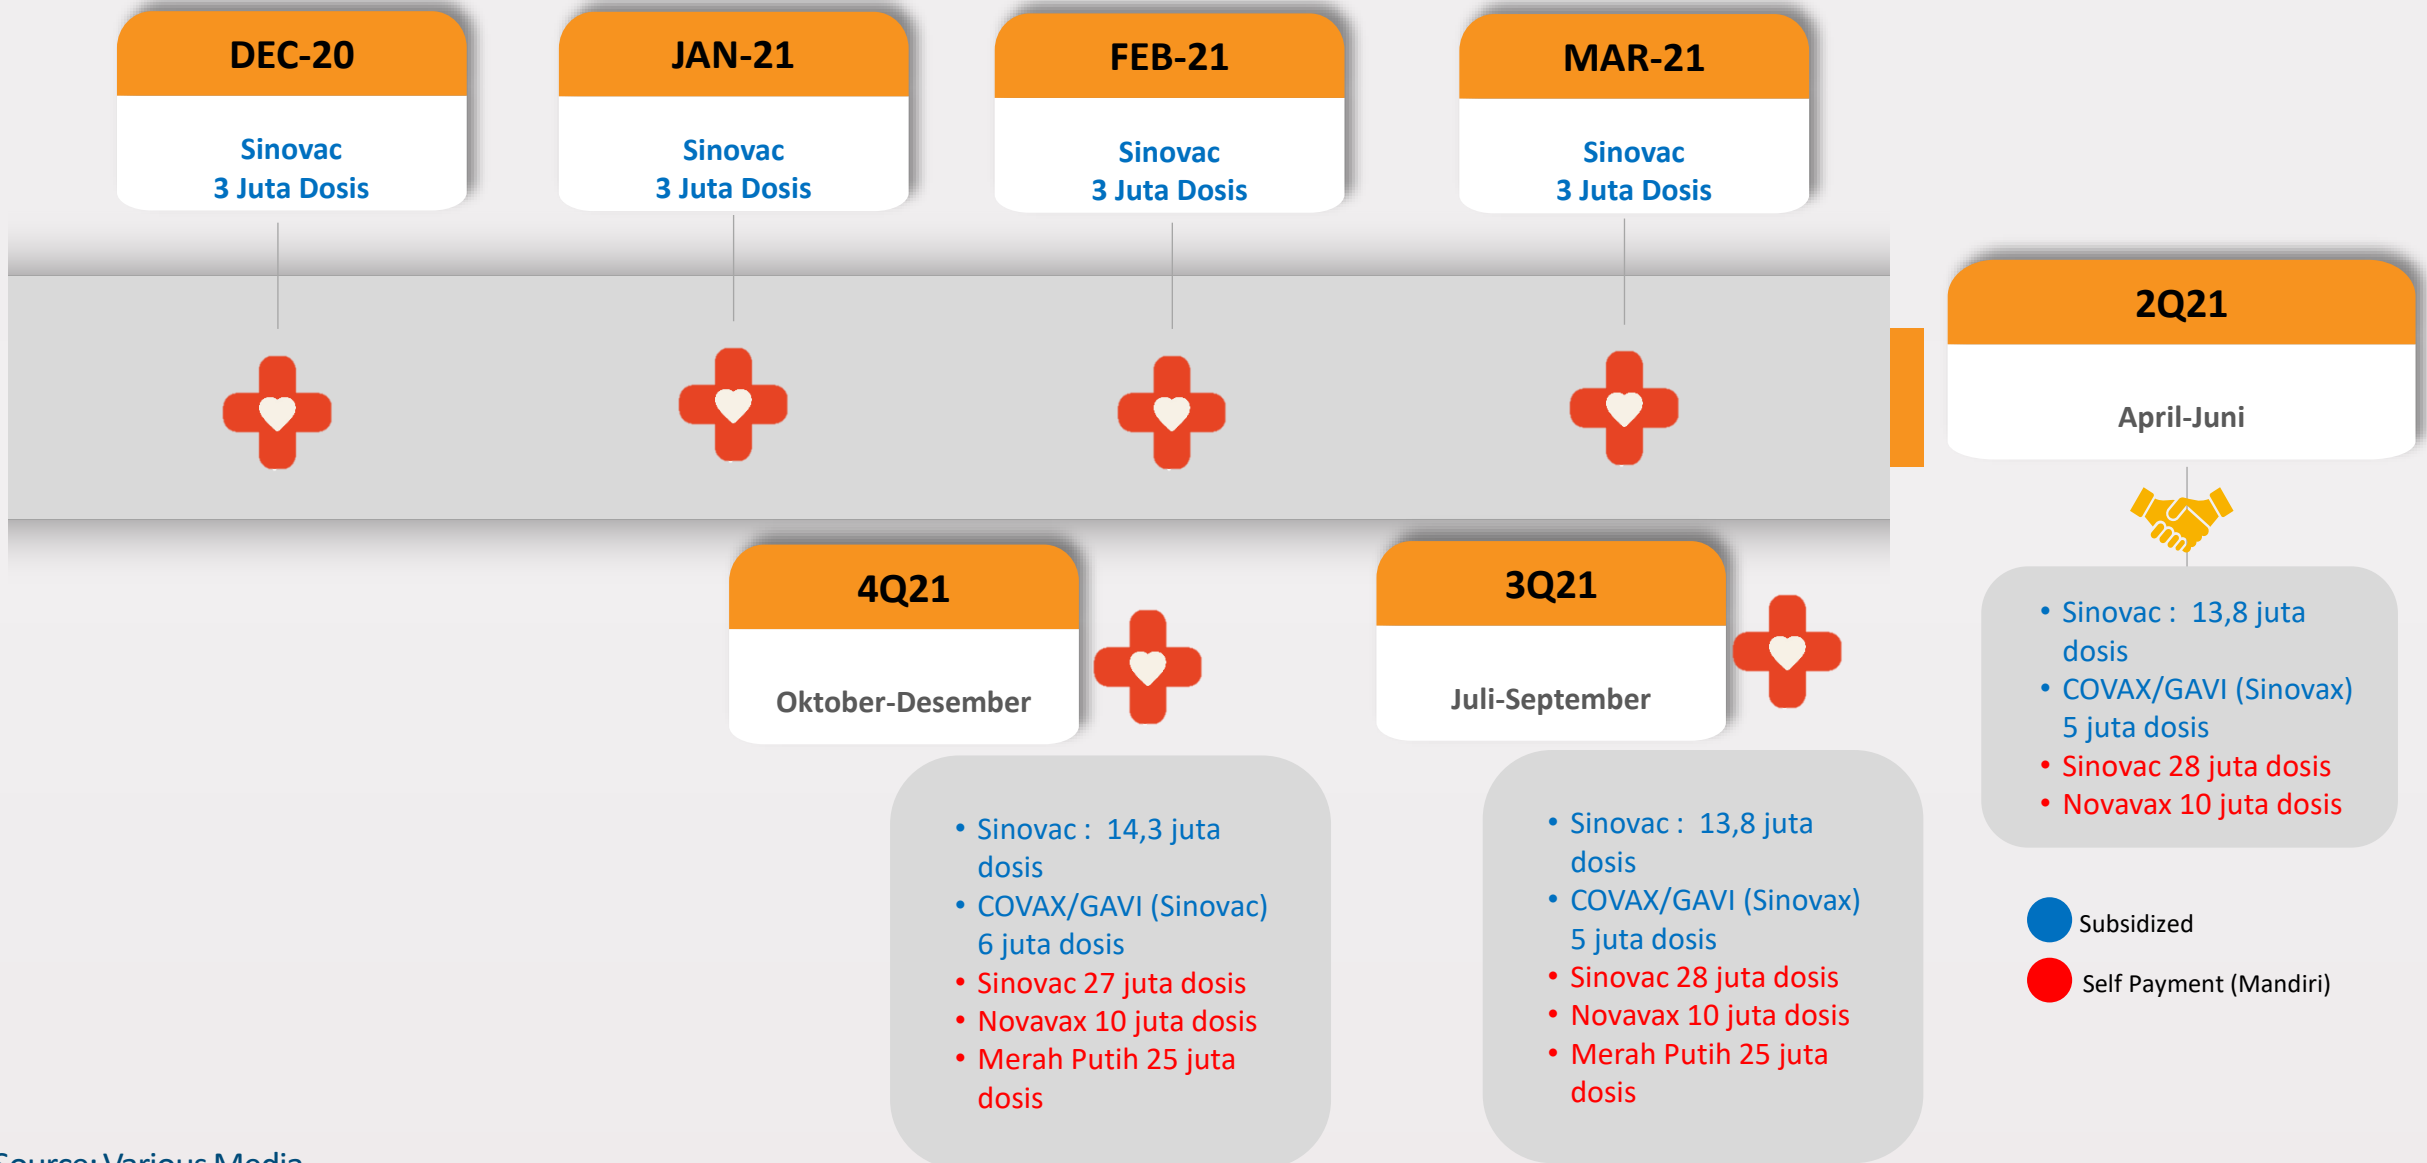 DEC-20
Sinovac
3 Juta Dosis
JAN-21
Sinovac
3 Juta Dosis
FEB-21
Sinovac
3 Juta Dosis
MAR-21
Sinovac
3 Juta Dosis
2Q21
April-Juni
• Sinovac : 13,8 juta
dosis
• COVAX/GAVI (Sinovax)
5 juta dosis
• Sinovac 28 juta dosis
• Novavax 10 juta dosis
3Q21
Juli-September
• Sinovac : 13,8 juta
dosis
• COVAX/GAVI (Sinovax)
5 juta dosis
• Sinovac 28 juta dosis
• Novavax 10 juta dosis
• Merah Putih 25 juta
dosis
4Q21
Oktober-Desember
• Sinovac : 14,3 juta
dosis
• COVAX/GAVI (Sinovac)
6 juta dosis
• Sinovac 27 juta dosis
• Novavax 10 juta dosis
• Merah Putih 25 juta
dosis
Subsidized
Self Payment (Mandiri)
Source: Various Media